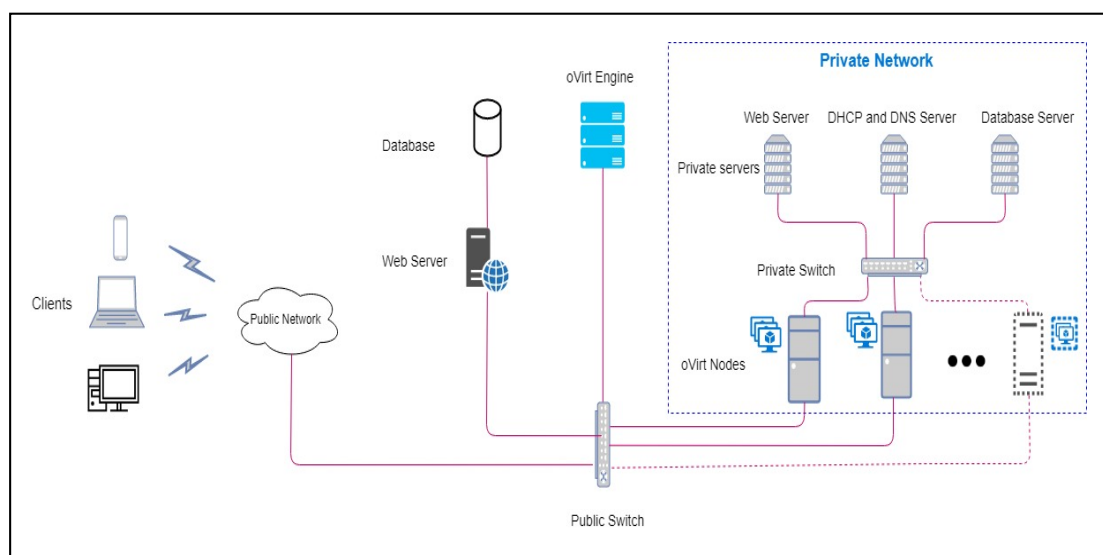 Private Network
oVirt Engine
Web Server
DHCP and DNS Server
Database Server
Database
Private servers
Web Server
Private Switch
Clients
Public Network
oVirt Nodes
Public Switch